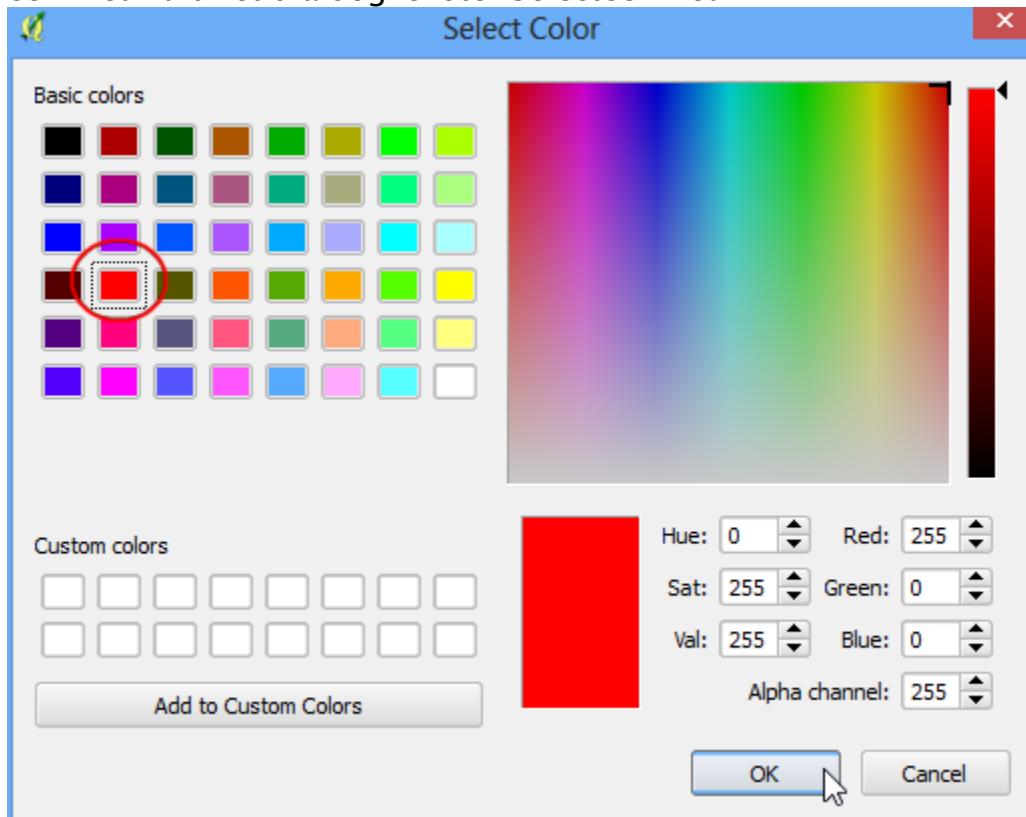 Select Color
Basic colors
Custom colors
Add to Custom Colors
Hue: 0 Red: 255
Sat: 255 Green: 0
Val: 255 Blue: 0
Alpha channel: 255
OK Cancel